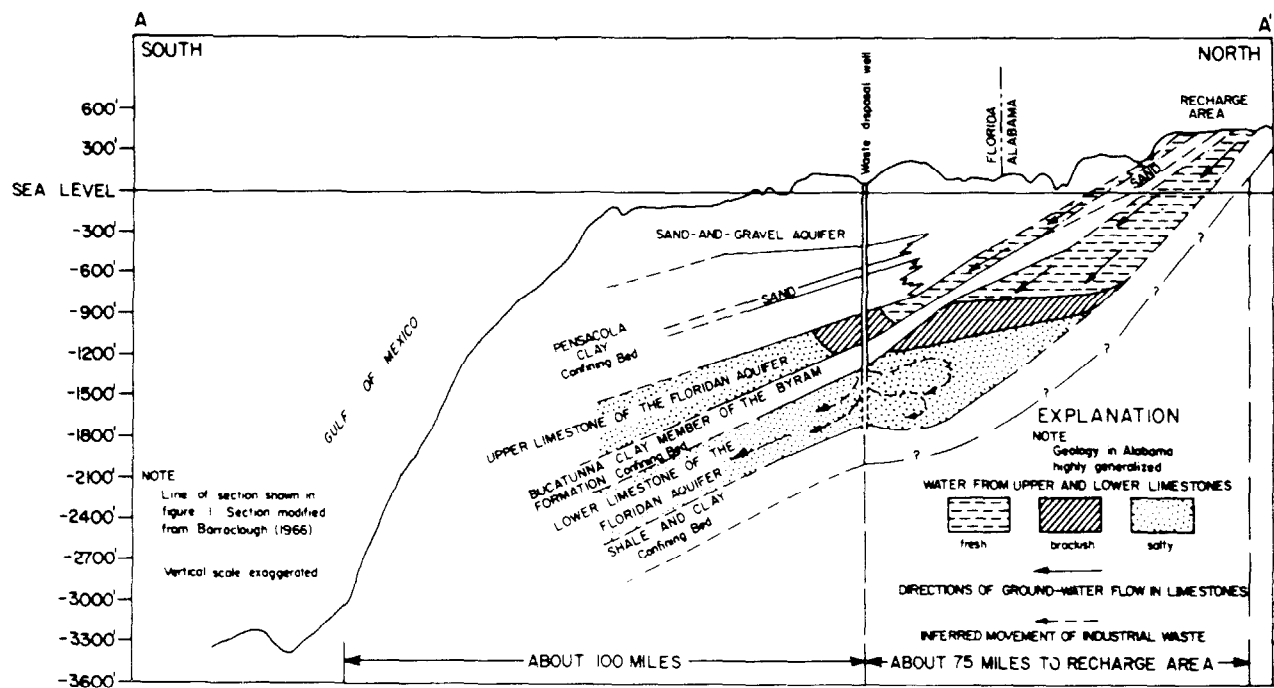 A
A'
SOUTH
NORTH
600'
300'
SEA LEVEL
-300'
-600'
-900'
-1200'
-1500'
-1800'
-2100'
-2400'
-2700'
-3000'
-3300'
-3600'
Waste disposal well
FLORIDA
ALABAMA
RECHARGE
AREA
SAND
SAND-AND-GRAVEL AQUIFER
SAND
PENSACOLA
CLAY
Confining Bed
GULF OF MEXICO
UPPER LIMESTONE OF THE FLORIDAN AQUIFER
BUCATUNNA CLAY MEMBER OF THE BYRAM
FORMATION Confining Bed
LOWER LIMESTONE OF THE
FLORIDAN AQUIFER
SHALE AND CLAY
Confining Bed
?
?
?
?
?
NOTE
Line of section shown in
figure 1 Section modified
from Barraclough (1966)
Vertical scale exaggerated
EXPLANATION
NOTE
Geology in Alabama
highly generalized
WATER FROM UPPER AND LOWER LIMESTONES
fresh
brackish
salty
DIRECTIONS OF GROUND-WATER FLOW IN LIMESTONES
INFERRED MOVEMENT OF INDUSTRIAL WASTE
ABOUT 100 MILES
ABOUT 75 MILES TO RECHARGE AREA